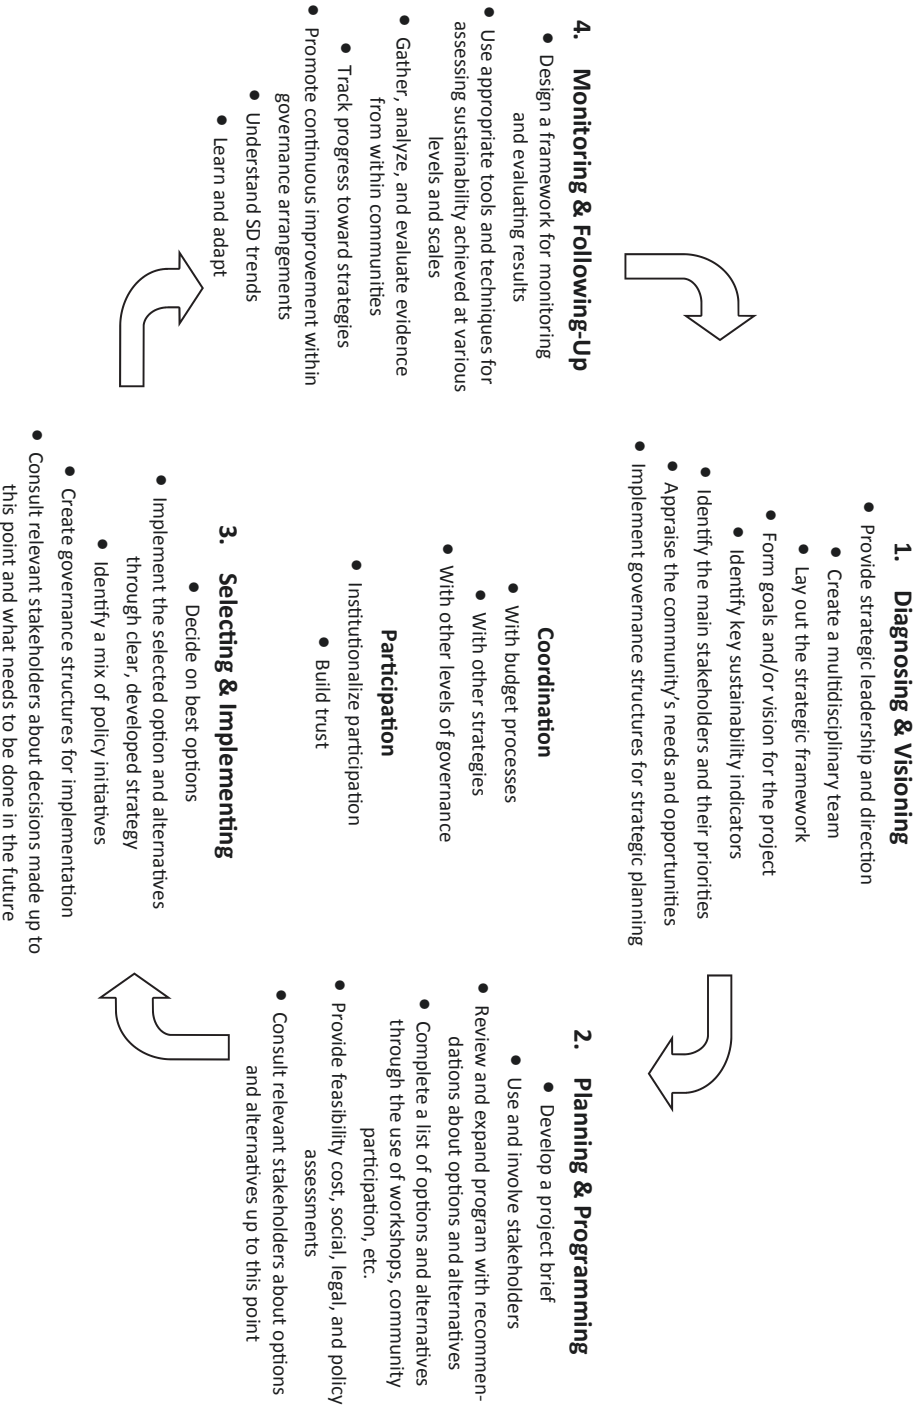 1. Diagnosing & Visioning
• Provide strategic leadership and direction
• Create a multidisciplinary team
• Lay out the strategic framework
• Form goals and/or vision for the project
• Identify key sustainability indicators
• Identify the main stakeholders and their priorities
• Appraise the community’s needs and opportunities
• Implement governance structures for strategic planning
2. Planning & Programming
• Develop a project brief
• Use and involve stakeholders
• Review and expand program with recommen-
dations about options and alternatives
• Complete a list of options and alternatives
through the use of workshops, community
participation, etc.
• Provide feasibility cost, social, legal, and policy
assessments
• Consult relevant stakeholders about options
and alternatives up to this point
3. Selecting & Implementing
• Decide on best options
• Implement the selected option and alternatives
through clear, developed strategy
• Identify a mix of policy initiatives
• Create governance structures for implementation
• Consult relevant stakeholders about decisions made up to
this point and what needs to be done in the future
4. Monitoring & Following-Up
• Design a framework for monitoring
and evaluating results
• Use appropriate tools and techniques for
assessing sustainability achieved at various
levels and scales
• Gather, analyze, and evaluate evidence
from within communities
• Track progress toward strategies
• Promote continuous improvement within
governance arrangements
• Understand SD trends
• Learn and adapt
Coordination
• With budget processes
• With other strategies
• With other levels of governance
Participation
• Institutionalize participation
• Build trust